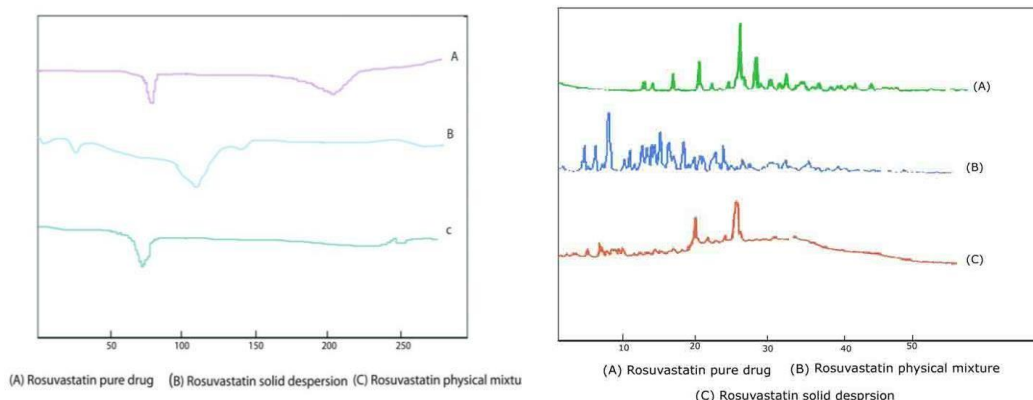 A
B
c
50 100 150 200 250
(A) Rosuvastatin pure drug (B) Rosuvastatin solid despersion (C) Rosuvastatin physical mixtu
(A)
(B)
(C)
10 20 30 40 50
(A) Rosuvastatin pure drug (B) Rosuvastatin physical mixture
(C) Rosuvastatin solid desprstion